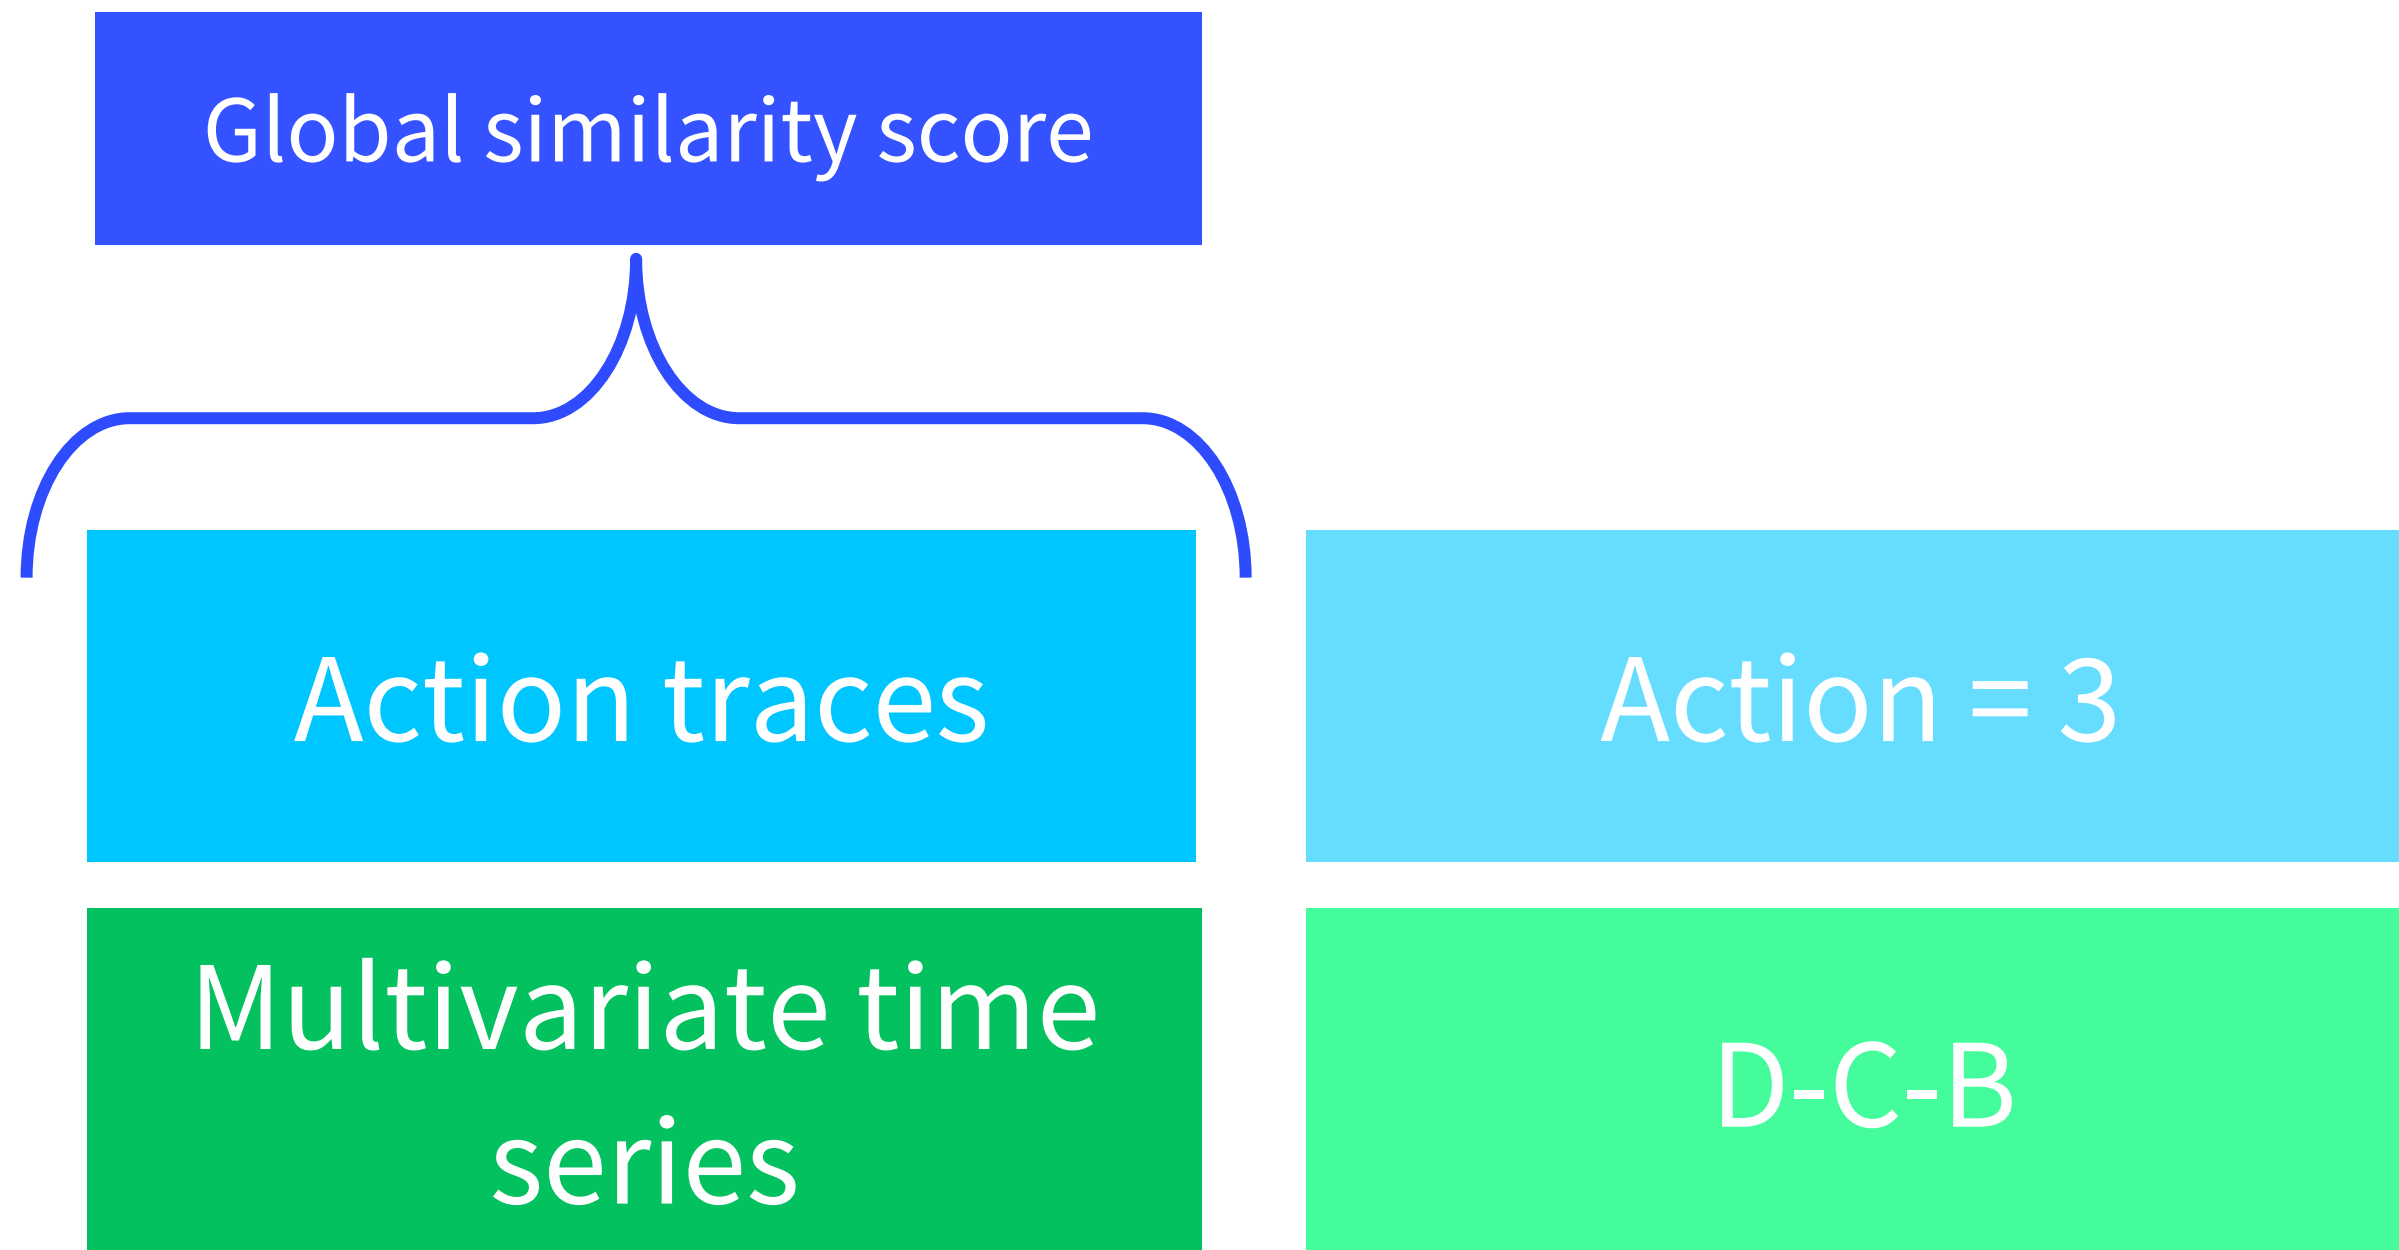 Global similarity score
Action traces
Action = 3
Multivariate time
series
D-C-B